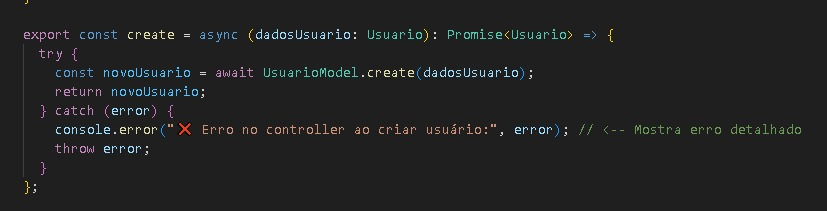 export const create = async (dadosUsuario: Usuario): Promise<Usuario> => {
  try {
    const novoUsuario = await UsuarioModel.create(dadosUsuario);
    return novoUsuario;
  } catch (error) {
    console.error("❌ Erro no controller ao criar usuário:", error); // <-- Mostra erro detalhado
    throw error;
  }
};